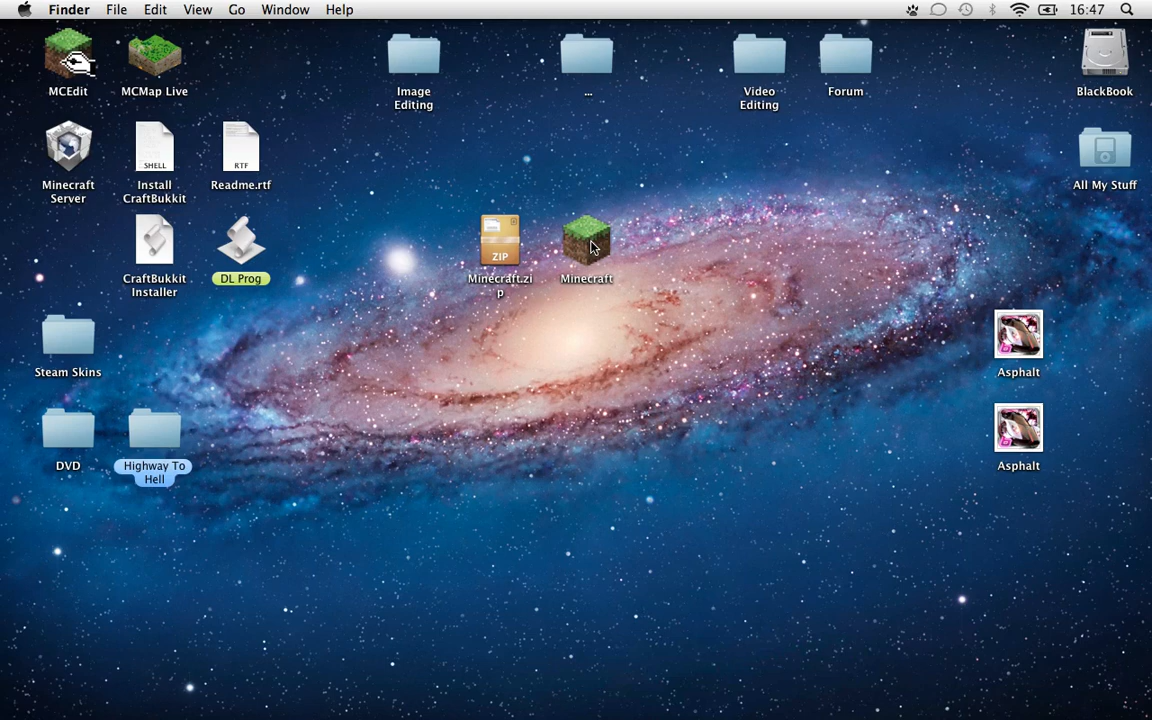 Finder File Edit View Go Window Help 16:47
MCEdit
MCMap Live
Image
Editing
...
Video
Editing
Forum
BlackBook
Minecraft
Server
SHELL
Install
CraftBukkit
RTF
Readme.rtf
All My Stuff
CraftBukkit
Installer
DL Prog
ZIP
Minecraft.zi
p
Minecraft
Steam Skins
Asphalt
DVD
Highway To
Hell
Asphalt